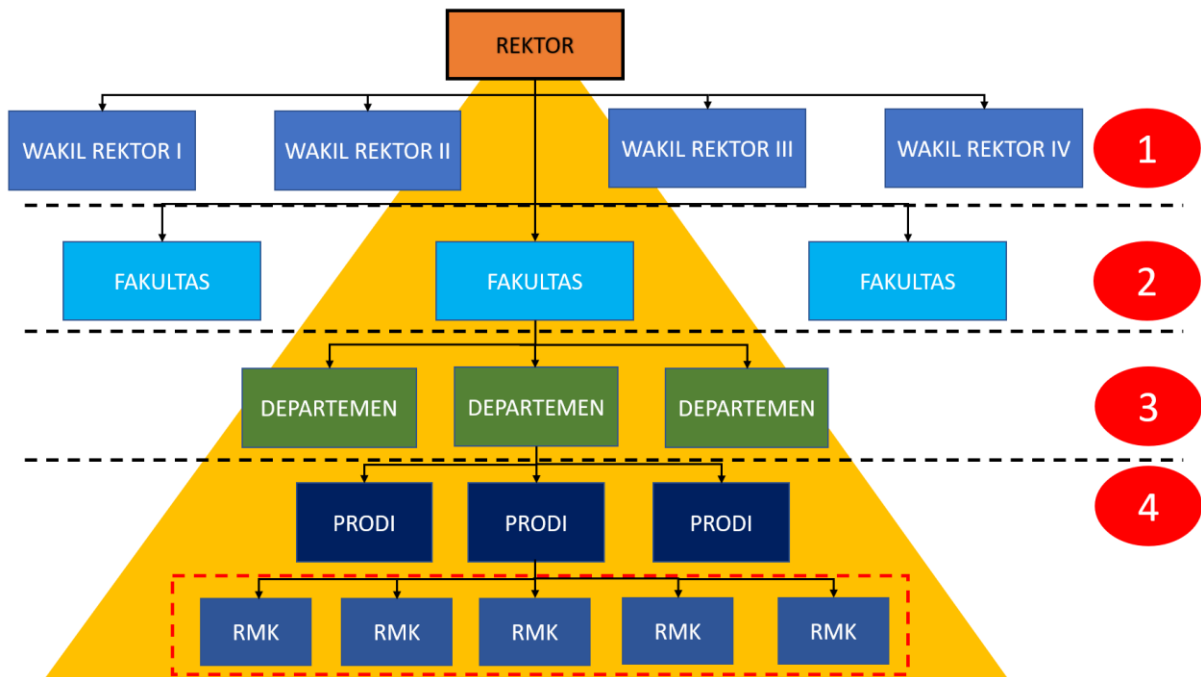 REKTOR
WAKIL REKTOR I
WAKIL REKTOR II
WAKIL REKTOR III
WAKIL REKTOR IV
1
FAKULTAS
FAKULTAS
FAKULTAS
2
DEPARTEMEN
DEPARTEMEN
DEPARTEMEN
3
PRODI
PRODI
PRODI
4
RMK
RMK
RMK
RMK
RMK